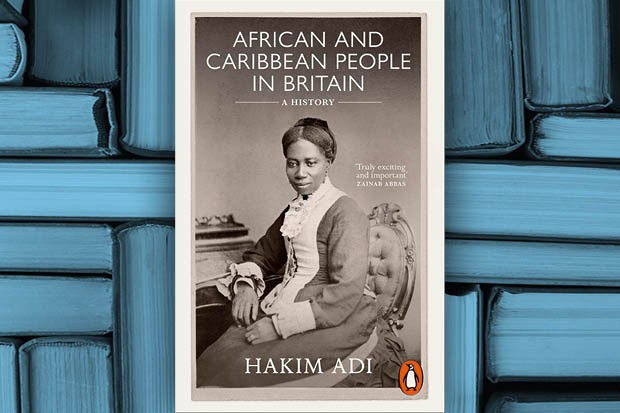 AFRICAN AND
CARIBBEAN PEOPLE
IN BRITAIN
A HISTORY
'Truly exciting
and important'
ZAINAB ABBAS
HAKIM ADI